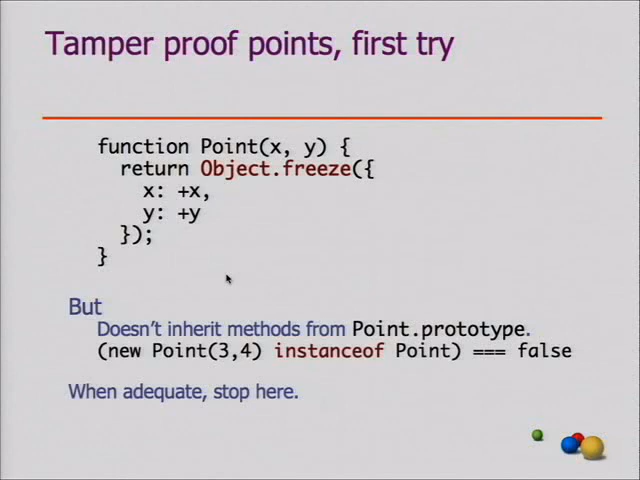 Tamper proof points, first try
function Point(x, y) {
return Object.freeze({
x: +x,
y: +y
});
}
But
Doesn't inherit methods from Point.prototype.
(new Point(3,4) instanceof Point) === false
When adequate, stop here.